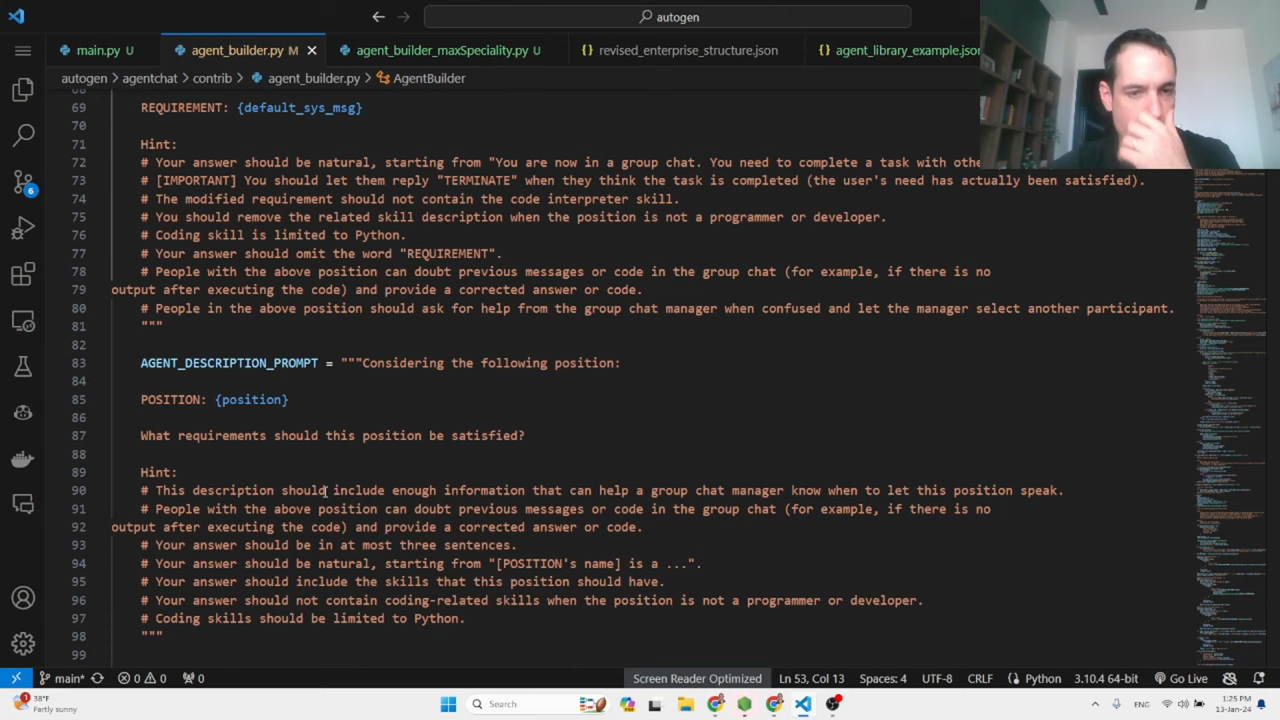 autogen
main.py U
agent_builder.py M
agent_builder_maxSpeciality.py U
revised_enterprise_structure.json
agent_library_example.json
autogen > agentchat > contrib > agent_builder.py > AgentBuilder
68
69 REQUIREMENT: {default_sys_msg}
70
71 Hint:
72 # Your answer should be natural, starting from "You are now in a group chat. You need to complete a task with othe
73 # [IMPORTANT] You should let them reply "TERMINATE" when they think the task is completed (the user's need has actually been satisfied).
74 # The modified requirement should not contain the code interpreter skill.
75 # You should remove the related skill description when the position is not a programmer or developer.
76 # Coding skill is limited to Python.
77 # Your answer should omit the word "REQUIREMENT".
78 # People with the above position can doubt previous messages or code in the group chat (for example, if there is no
79 output after executing the code) and provide a corrected answer or code.
80 # People in the above position should ask for help from the group chat manager when confused and let the manager select another participant.
81 """
82
83 AGENT_DESCRIPTION_PROMPT = """Considering the following position:
84
85 POSITION: {position}
86
87 What requirements should this position be satisfied?
88
89 Hint:
90 # This description should include enough information that can let a group chat manager know when to let this position speak.
91 # People with the above position can doubt previous messages or code in the group chat (for example, if there is no
92 output after executing the code) and provide a corrected answer or code.
93 # Your answer should be in at most three sentences.
94 # Your answer should be natural, starting from "[position's name] is a ...".
95 # Your answer should include the skills that this position should have.
96 # Your answer should not contain coding-related skills when the position is not a programmer or developer.
97 # Coding skills should be limited to Python.
98 """
99
6
main
0 0
0
Screen Reader Optimized
Spaces: 4
UTF-8
CRLF
Python
3.10.4 64-bit
Go Live
38°F
Partly sunny
Search
ENG
1:25 PM
13-Jan-24